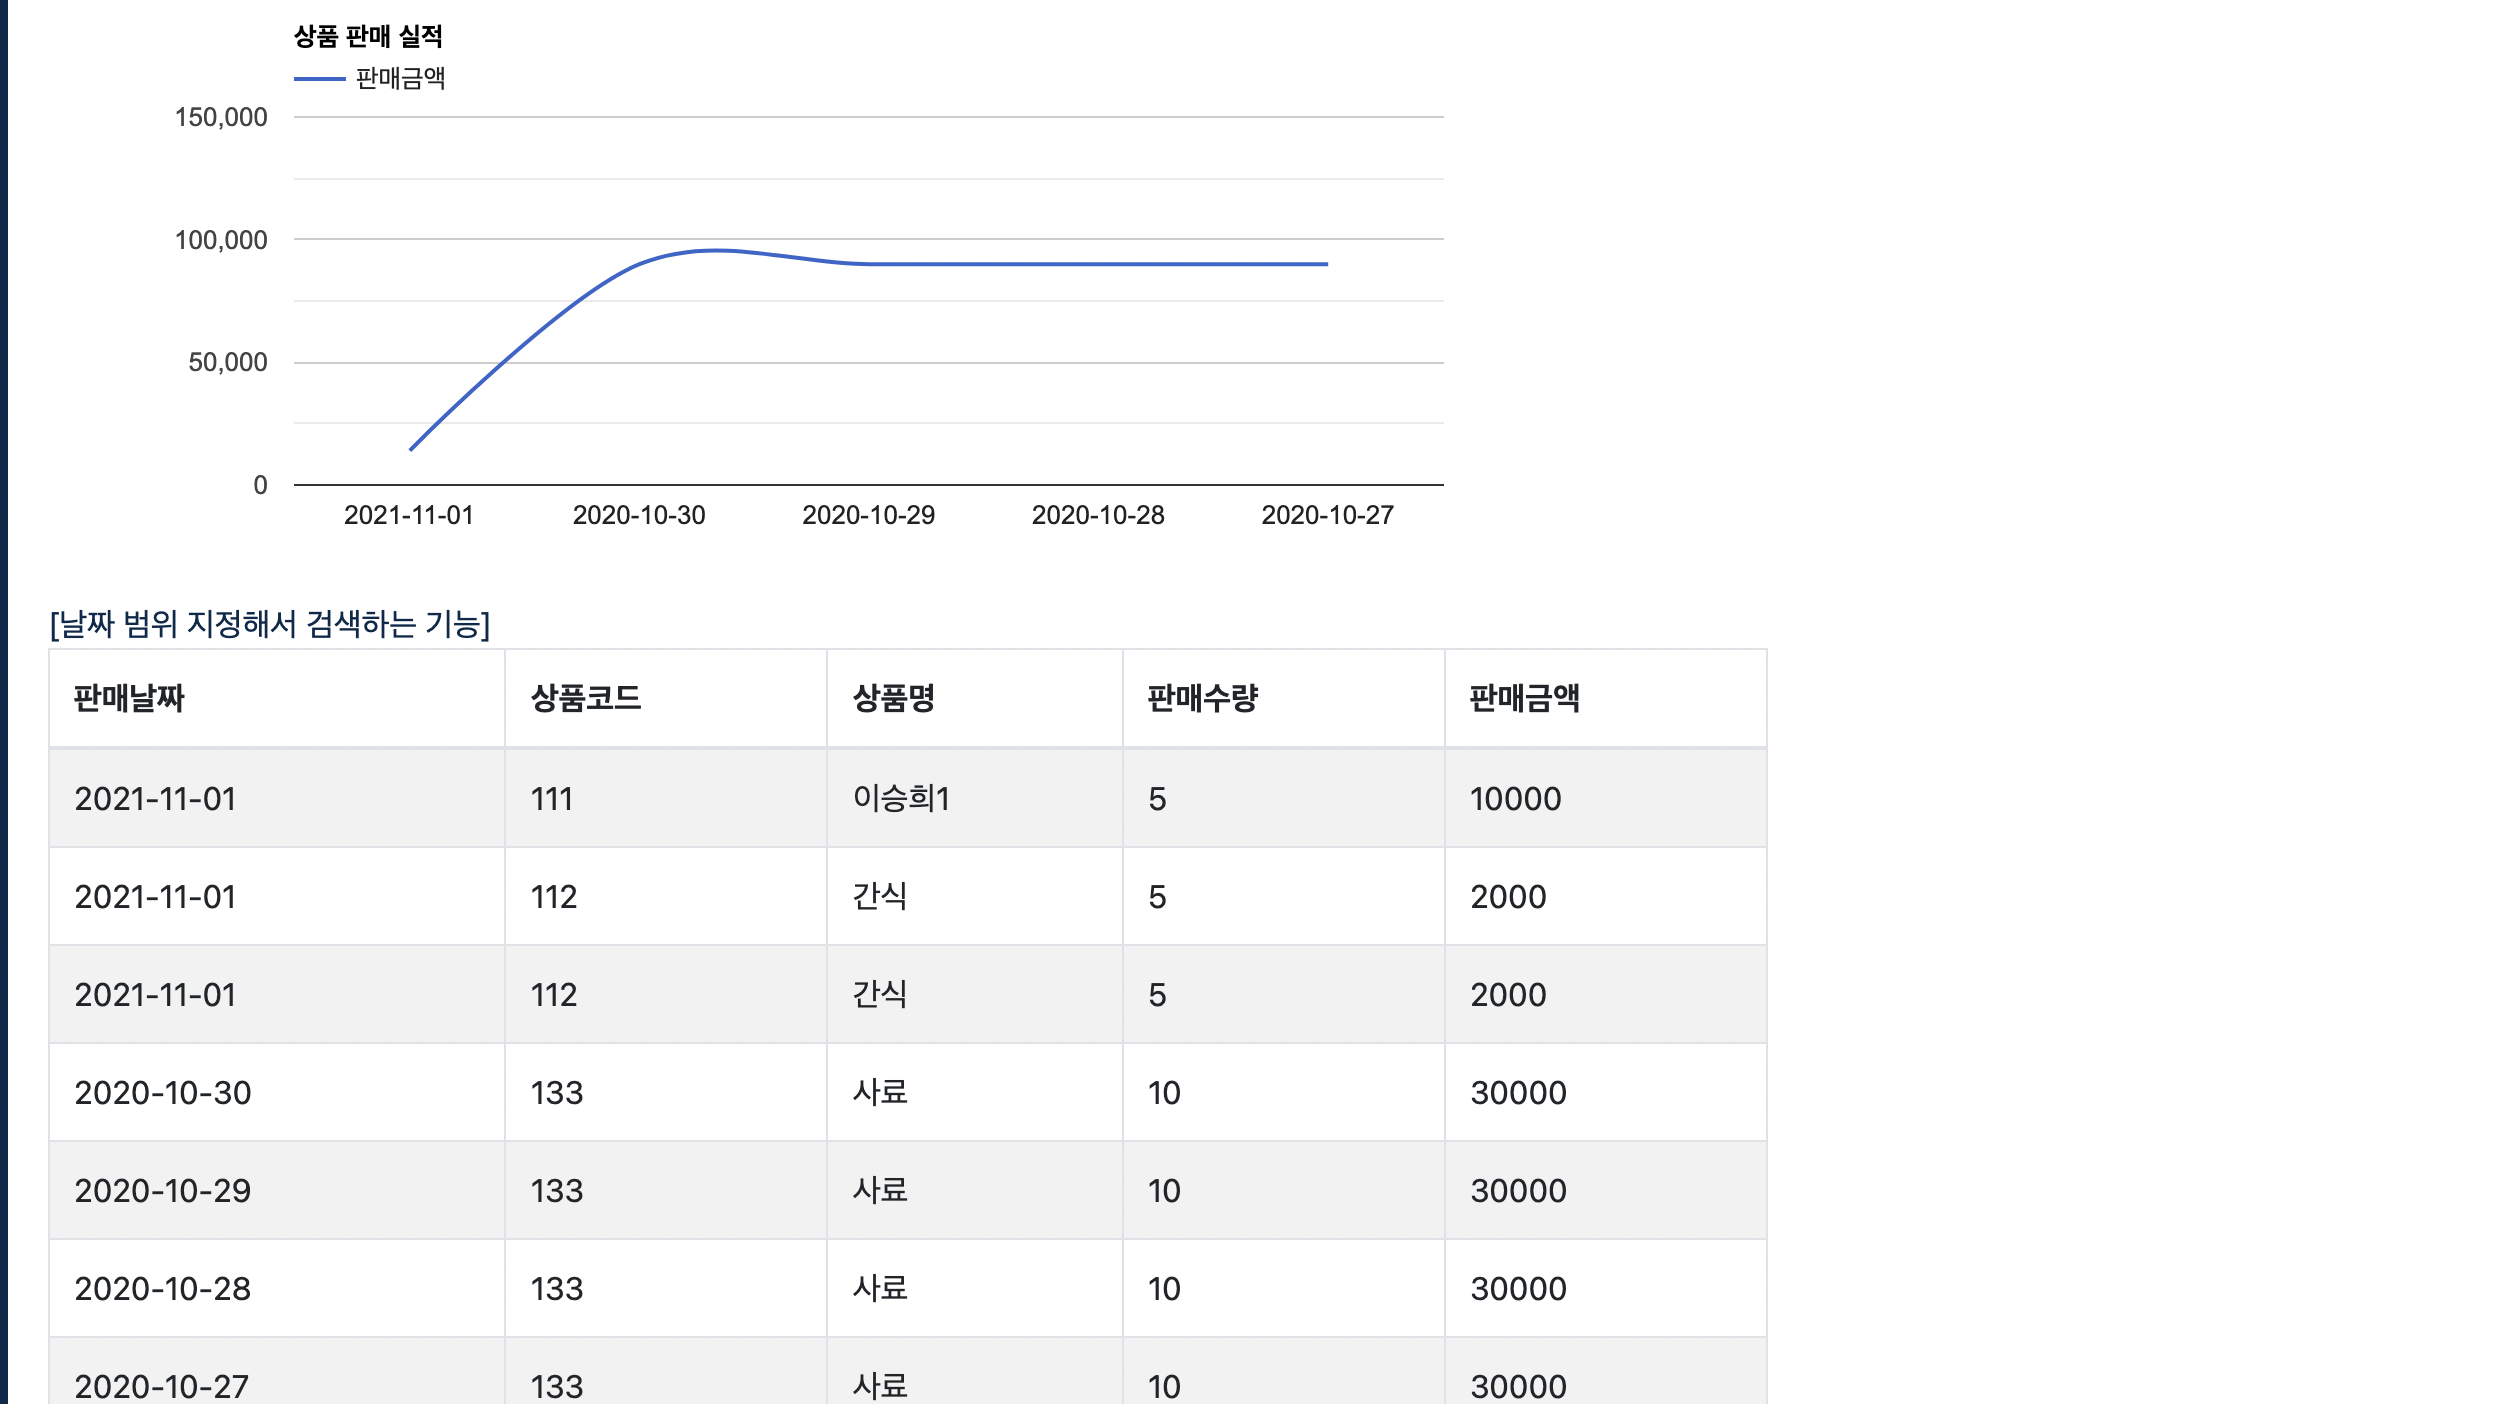 상품 판매 실적
판매금액
150,000
100,000
50,000
0
2021-11-01 2020-10-30 2020-10-29 2020-10-28 2020-10-27
[날짜 범위 지정해서 검색하는 기능]
판매날짜 상품코드 상품명 판매수량 판매금액
2021-11-01 111 이승희1 5 10000
2021-11-01 112 간식 5 2000
2021-11-01 112 간식 5 2000
2020-10-30 133 사료 10 30000
2020-10-29 133 사료 10 30000
2020-10-28 133 사료 10 30000
2020-10-27 133 사료 10 30000